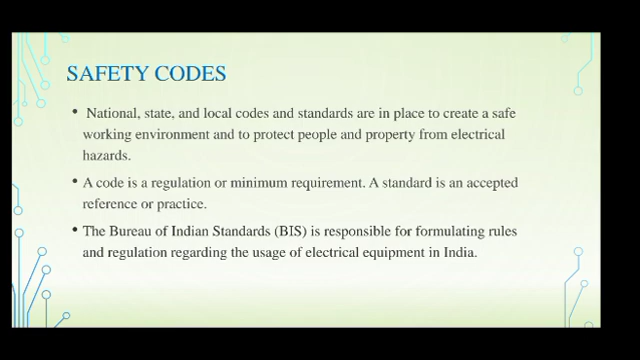 SAFETY CODES
• National, state, and local codes and standards are in place to create a safe
working environment and to protect people and property from electrical
hazards.
• A code is a regulation or minimum requirement. A standard is an accepted
reference or practice.
• The Bureau of Indian Standards (BIS) is responsible for formulating rules
and regulation regarding the usage of electrical equipment in India.